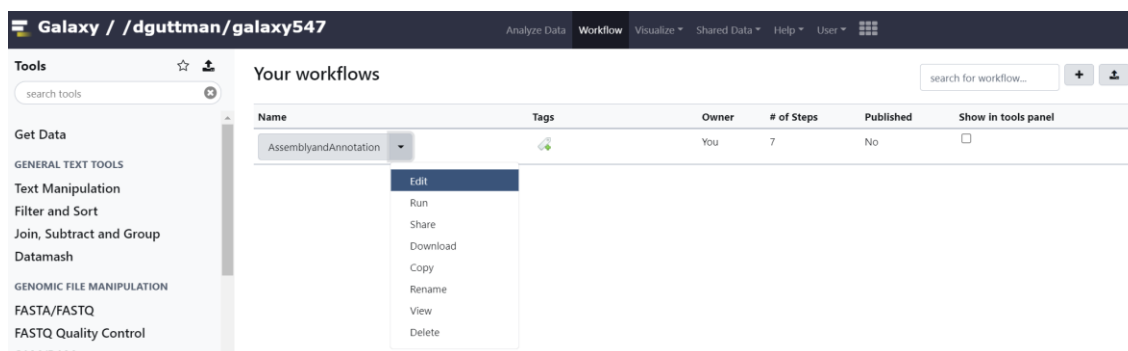 Galaxy / /dguttman/galaxy547
Analyze Data Workflow Visualize Shared Data Help User
Tools
search tools
Get Data
GENERAL TEXT TOOLS
Text Manipulation
Filter and Sort
Join, Subtract and Group
Datamash
GENOMIC FILE MANIPULATION
FASTA/FASTQ
FASTQ Quality Control
Your workflows
search for workflow...
Name Tags Owner # of Steps Published Show in tools panel
AssemblyandAnnotation You 7 No
Edit
Run
Share
Download
Copy
Rename
View
Delete